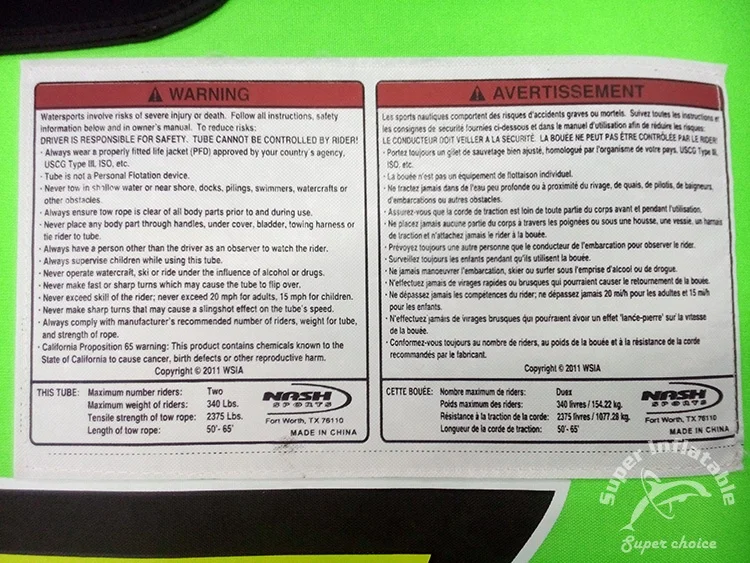 WARNING
Watersports involve risks of severe injury or death. Follow all instructions, safety
information below and in owner's manual. To reduce risks:
DRIVER IS RESPONSIBLE FOR SAFETY. TUBE CANNOT BE CONTROLLED BY RIDER!
· Always wear a properly fitted life jacket (PFD) approved by your country's agency,
USCG Type III, ISO, etc.
· Tube is not a Personal Flotation device.
· Never tow in shallow water or near shore, docks, pilings, swimmers, watercrafts or
other obstacles.
· Always ensure tow rope is clear of all body parts prior to and during use.
· Never place any body part through handles, under cover, bladder, towing harness or
tie rider to tube.
· Always have a person other than the driver as an observer to watch the rider.
· Always supervise children while using this tube.
· Never operate watercraft, ski or ride under the influence of alcohol or drugs.
· Never make fast or sharp turns which may cause the tube to flip over.
· Never exceed skill of the rider; never exceed 20 mph for adults, 15 mph for children.
· Never make sharp turns that may cause a slingshot effect on the tube's speed.
· Always comply with manufacturer's recommended number of riders, weight for tube,
and strength of rope.
· California Proposition 65 warning: This product contains chemicals known to the
State of California to cause cancer, birth defects or other reproductive harm.
Copyright © 2011 WSIA
THIS TUBE: Maximum number riders: Two
Maximum weight of riders: 340 Lbs.
Tensile strength of tow rope: 2375 Lbs.
Length of tow rope: 50'- 65'
NASH
SPORTS
Fort Worth, TX 76110
MADE IN CHINA
AVERTISSEMENT
Les sports nautiques comportent des risques d'accidents graves ou mortels. Suivez toutes les instructions et
les consignes de securité fournies ci-dessous et dans le manuel d'utilisation afin de réduire les risques:
LE CONDUCTEUR DOIT VEILLER A LA SECURITÉ. LA BOUÉE NE PEUT PAS ÊTRE CONTRÔLÉE PAR LE RIDER!
· Portez toujours un gilet de sauvetage bien ajusté, homologué par l'organisme de votre pays, USCG Type III,
ISO, etc.
· La bouée n'est pas un équipement de flottaison individuel.
· Ne tractez jamais dans de l'eau peu profonde ou à proximité du rivage, de quais, de pilotis, de baigneurs,
d'embarcations ou autres obstacles.
· Assurez-vous que la corde de traction est loin de toute partie du corps avant et pendant l'utilisation.
· Ne placez jamais aucune partie du corps à travers les poignées ou sous une housse, une vessie, un harnais
de traction et n'attachez jamais le rider à la bouée.
· Prévoyez toujours une autre personne que le conducteur de l'embarcation pour observer le rider.
· Surveillez toujours les enfants pendant qu'ils utilisent la bouée.
· Ne jamais manoeuvrer l'embarcation, skier ou surfer sous l'emprise d'alcool ou de drogue.
· N'effectuez jamais de virages rapides ou brusques qui pourraient causer le retournement de la bouée.
· Ne dépassez jamais les compétences du rider; ne dépassez jamais 20 mi/h pour les adultes et 15 mi/h
pour les enfants.
· N'effectuez jamais de virages brusques qui pourraient avoir un effet 'lance-pierre' sur la vitesse
de la bouée.
· Conformez-vous toujours au nombre de riders, au poids de la bouée et à la résistance de la corde
recommandés par le fabricant.
Copyright © 2011 WSIA
CETTE BOUÉE: Nombre maximum de riders: Duex
Poids maximum des riders: 340 livres / 154.22 kg.
Résistance à la traction de la corde: 2375 livres / 1077.28 kg.
Longueur de la corde de traction: 50'- 65'
NASH
SPORTS
Fort Worth, TX 76110
MADE IN CHINA
Super Inflatable
Super choice